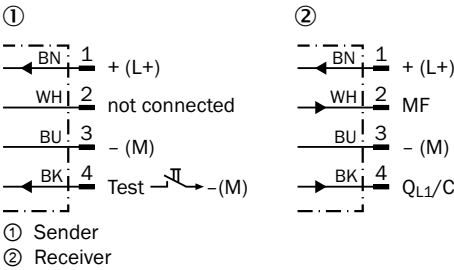 ① ②
BN 1 + (L+)
WH 2 not connected
BU 3 – (M)
BK 4 Test –(M)
BN 1 + (L+)
WH 2 MF
BU 3 – (M)
BK 4 QL1/C
① Sender
② Receiver